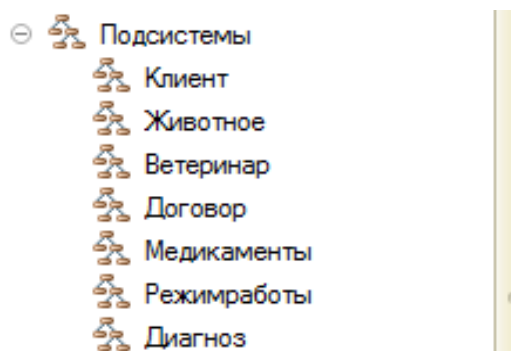 Подсистемы
Клиент
Животное
Ветеринар
Договор
Медикаменты
Режимработы
Диагноз